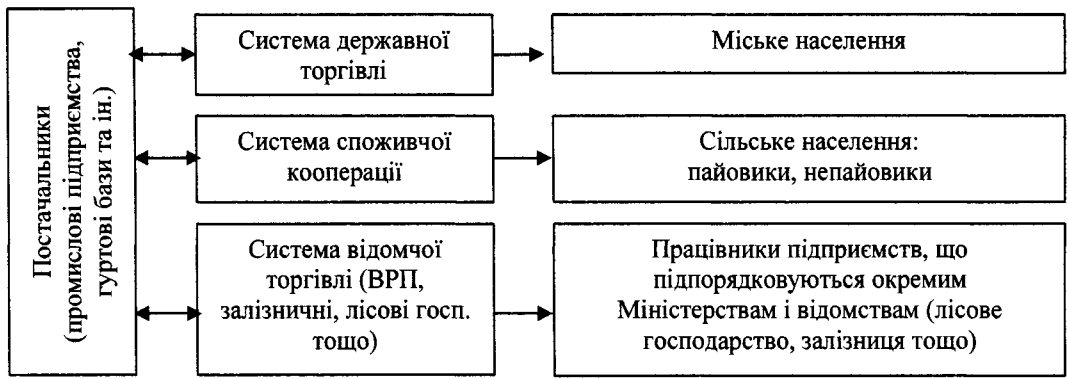 Постачальники
(промислові підприємства,
гуртові бази та ін.)
Система державної
торгівлі
Міське населення
Система споживчої
кооперації
Сільське населення:
пайовики, непайовики
Система відомчої
торгівлі (ВРП,
залізничні, лісові госп.
тощо)
Працівники підприємств, що
підпорядковуються окремим
Міністерствам і відомствам (лісове
господарство, залізниця тощо)